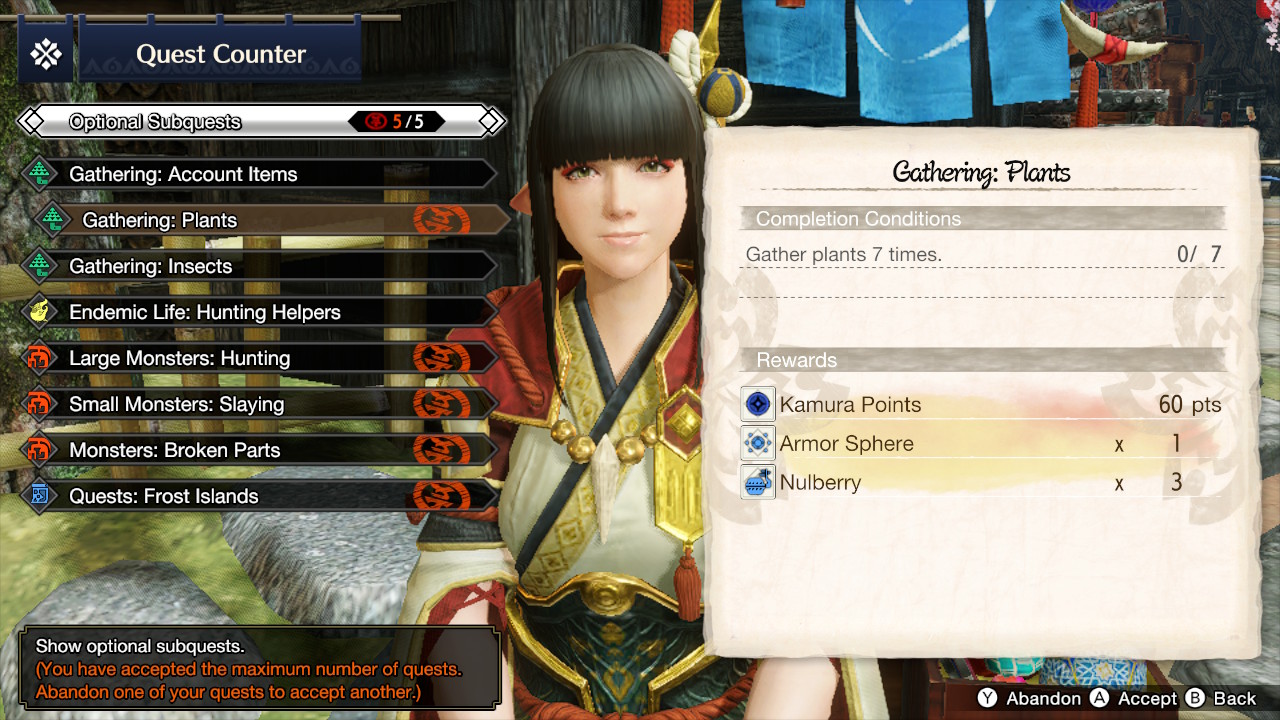 Quest Counter
Optional Subquests 5/5
Gathering: Account Items
Gathering: Plants
Gathering: Insects
Endemic Life: Hunting Helpers
Large Monsters: Hunting
Small Monsters: Slaying
Monsters: Broken Parts
Quests: Frost Islands
Show optional subquests.
(You have accepted the maximum number of quests.
Abandon one of your quests to accept another.)
Gathering: Plants
Completion Conditions
Gather plants 7 times. 0/ 7
Rewards
Kamura Points 60 pts
Armor Sphere x 1
Nulberry x 3
Y Abandon A Accept B Back